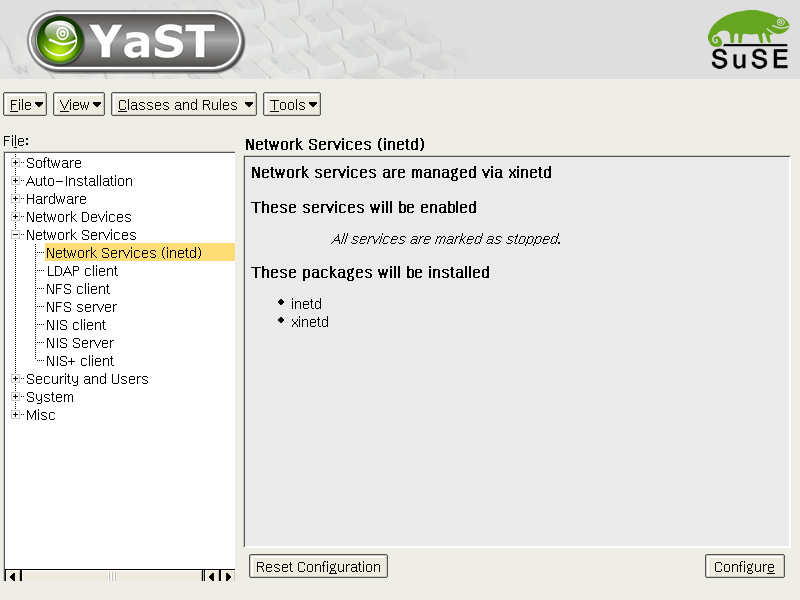 YaST
SuSE
File View Classes and Rules Tools
File:
Software
Auto-Installation
Hardware
Network Devices
Network Services
Network Services (inetd)
LDAP client
NFS client
NFS server
NIS client
NIS Server
NIS+ client
Security and Users
System
Misc
Network Services (inetd)
Network services are managed via xinetd
These services will be enabled
All services are marked as stopped.
These packages will be installed
inetd
xinetd
Reset Configuration
Configure